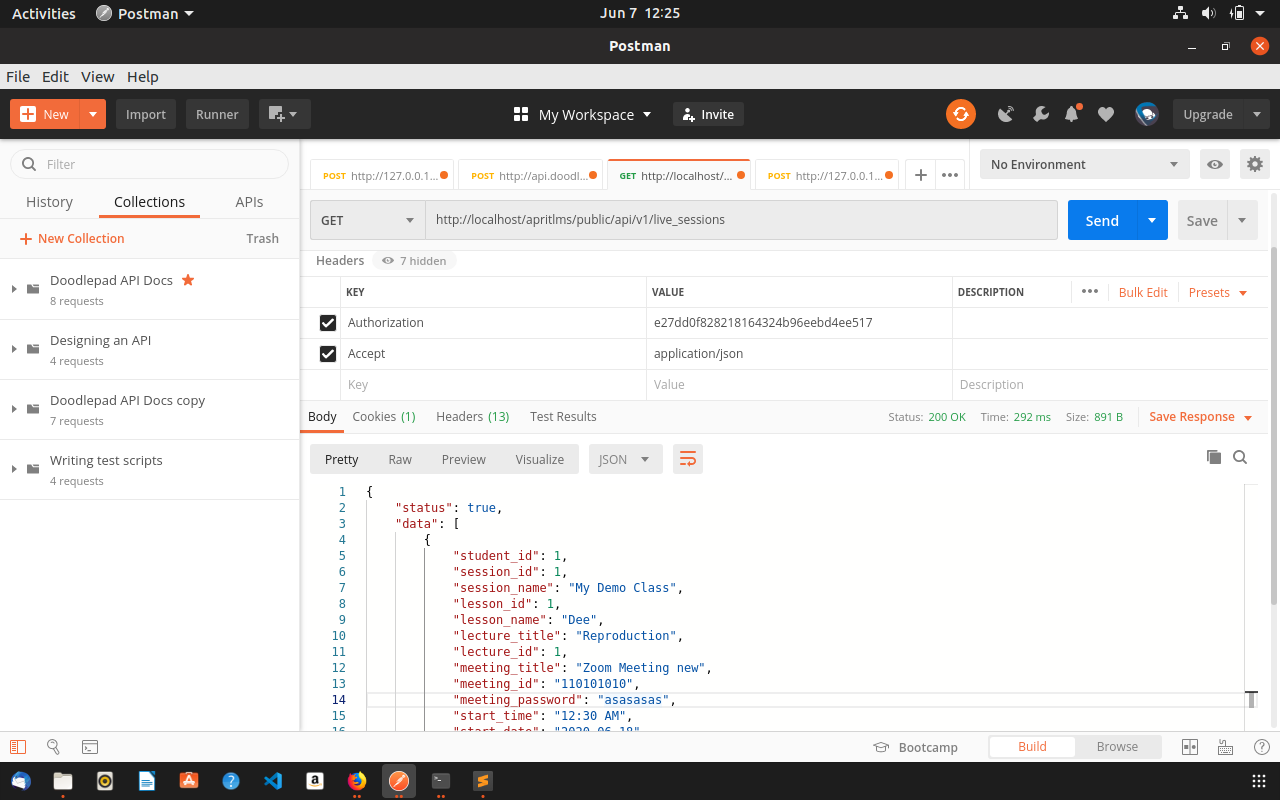 Activities Postman Jun 7 12:25
Postman
File Edit View Help
New Import Runner My Workspace Invite Upgrade
Filter
History Collections APIs
New Collection Trash
Doodlepad API Docs
8 requests
Designing an API
4 requests
Doodlepad API Docs copy
7 requests
Writing test scripts
4 requests
POST http://127.0.0.1... POST http://api.doodl... GET http://localhost/... POST http://127.0.0.1... No Environment
GET http://localhost/apritlms/public/api/v1/live_sessions Send Save
Headers 7 hidden
KEY VALUE DESCRIPTION Bulk Edit Presets
Authorization e27dd0f828218164324b96eebd4ee517
Accept application/json
Key Value Description
Body Cookies (1) Headers (13) Test Results Status: 200 OK Time: 292 ms Size: 891 B Save Response
Pretty Raw Preview Visualize JSON
1 {
2 "status": true,
3 "data": [
4 {
5 "student_id": 1,
6 "session_id": 1,
7 "session_name": "My Demo Class",
8 "lesson_id": 1,
9 "lesson_name": "Dee",
10 "lecture_title": "Reproduction",
11 "lecture_id": 1,
12 "meeting_title": "Zoom Meeting new",
13 "meeting_id": "110101010",
14 "meeting_password": "asasasas",
15 "start_time": "12:30 AM",
16 "start_date": "2020-06-18"
Bootcamp Build Browse